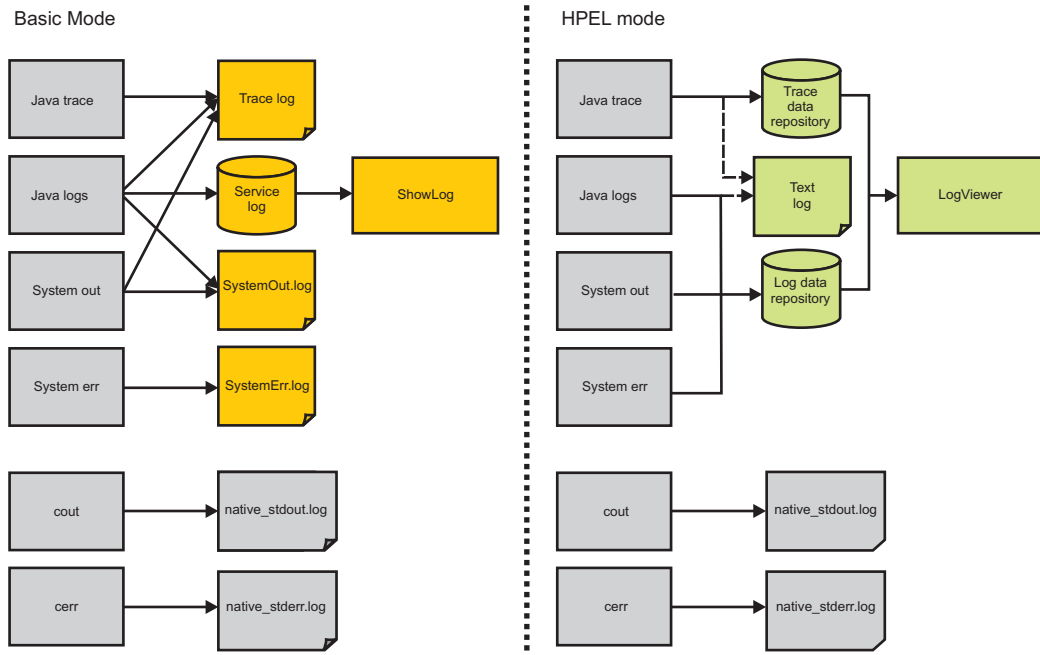 Basic Mode
Java trace
Trace log
Java logs
Service
log
ShowLog
System out
SystemOut.log
System err
SystemErr.log
cout
native_stdout.log
cerr
native_stderr.log
HPEL mode
Java trace
Trace
data
repository
Java logs
Text
log
LogViewer
System out
Log data
repository
System err
cout
native_stdout.log
cerr
native_stderr.log